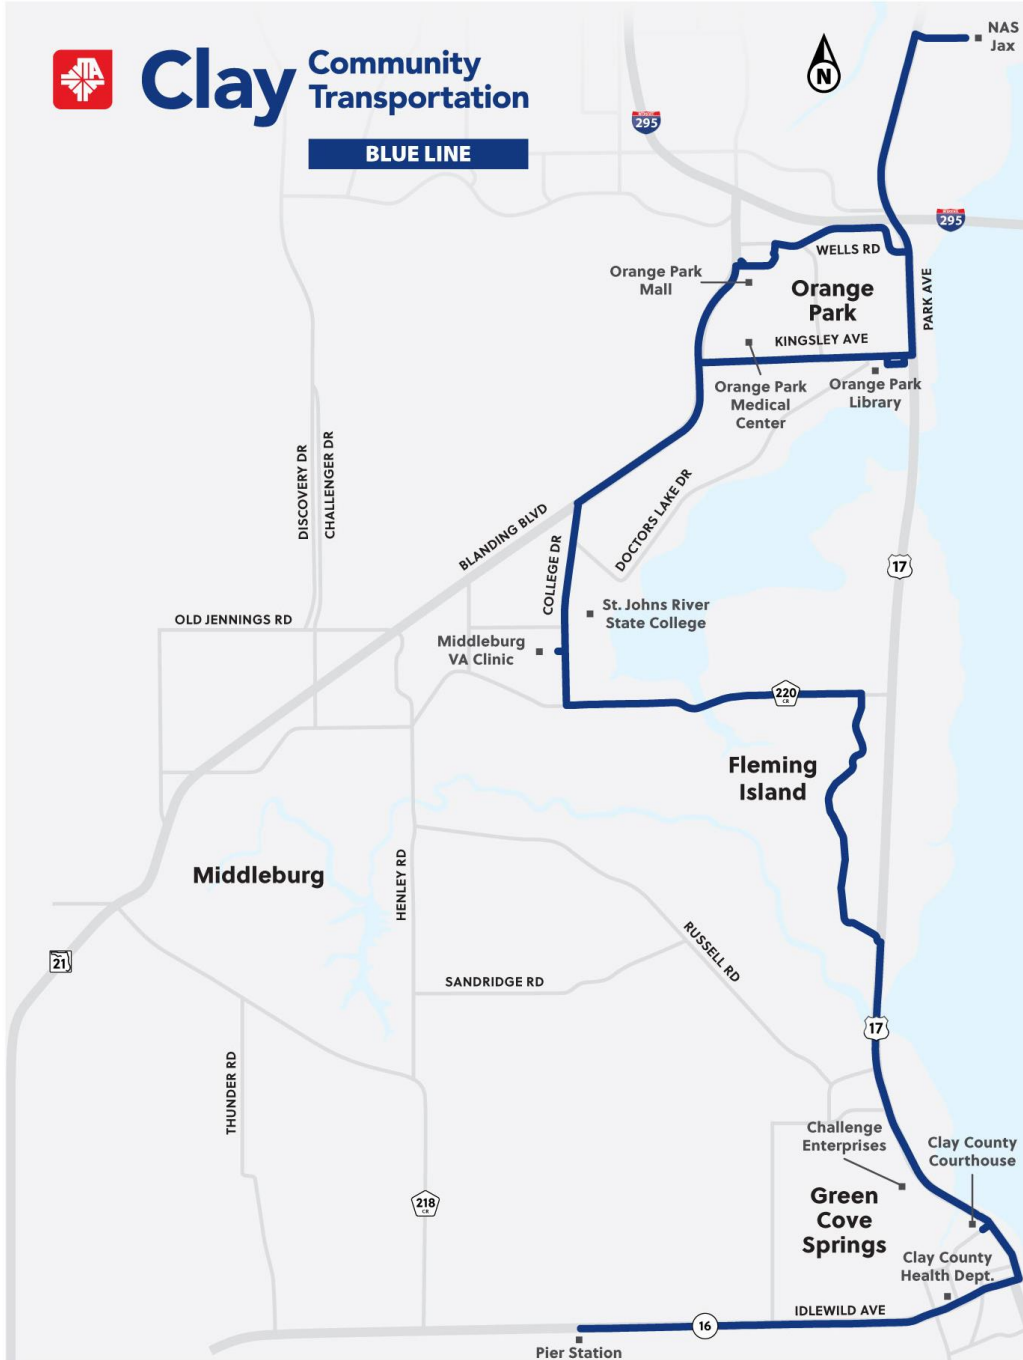 NAS
Jax
JTA
Clay
Community
Transportation
BLUE LINE
N
295
295
WELLS RD
Orange Park
Mall
Orange
Park
PARK AVE
KINGSLEY AVE
Orange Park
Medical
Center
Orange Park
Library
DISCOVERY DR
CHALLENGER DR
BLANDING BLVD
DOCTORS LAKE DR
COLLEGE DR
17
OLD JENNINGS RD
St. Johns River
State College
Middleburg
VA Clinic
220
CR
Fleming
Island
Middleburg
HENLEY RD
21
RUSSELL RD
SANDRIDGE RD
17
THUNDER RD
Challenge
Enterprises
Clay County
Courthouse
218
CR
Green
Cove
Springs
Clay County
Health Dept.
IDLEWILD AVE
16
Pier Station